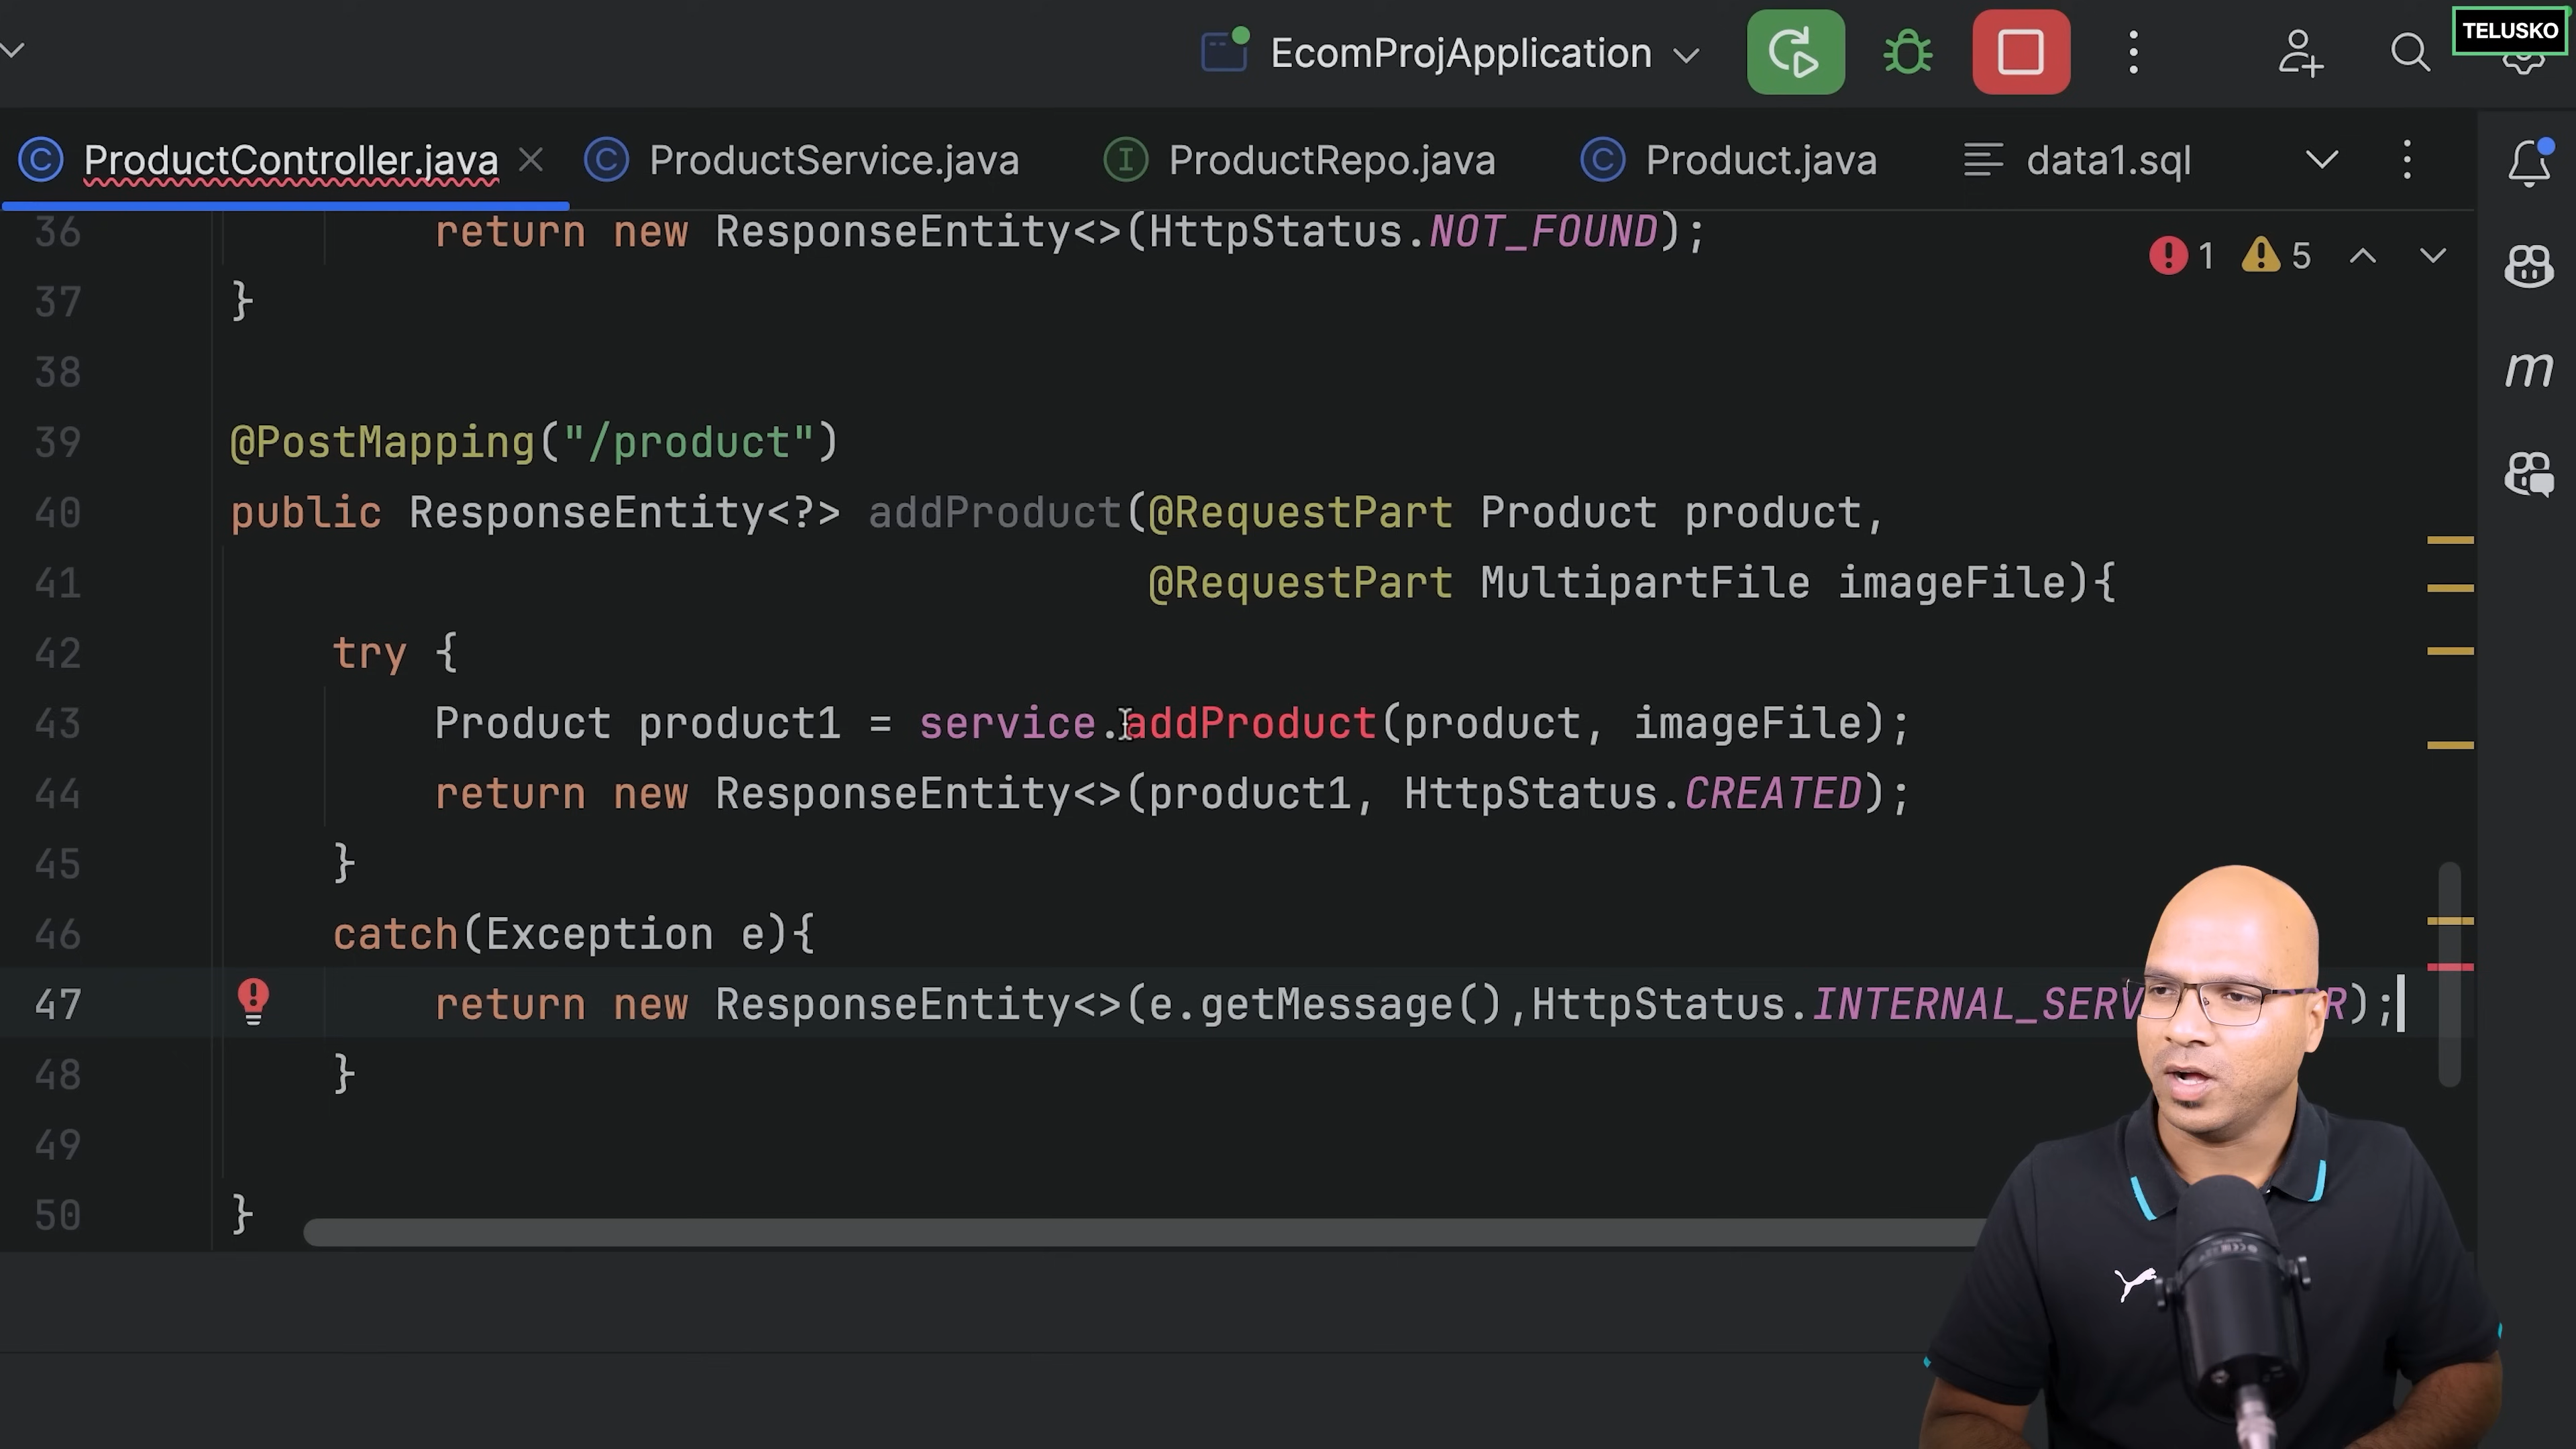 EcomProjApplication
TELUSKO
ProductController.java
ProductService.java
ProductRepo.java
Product.java
data1.sql
1
5
36 return new ResponseEntity<>(HttpStatus.NOT_FOUND);
37 }
38
39 @PostMapping("/product")
40 public ResponseEntity<?> addProduct(@RequestPart Product product,
41 @RequestPart MultipartFile imageFile){
42 try {
43 Product product1 = service.addProduct(product, imageFile);
44 return new ResponseEntity<>(product1, HttpStatus.CREATED);
45 }
46 catch(Exception e){
47 return new ResponseEntity<>(e.getMessage(),HttpStatus.INTERNAL_SERV R);
48 }
49
50 }
m